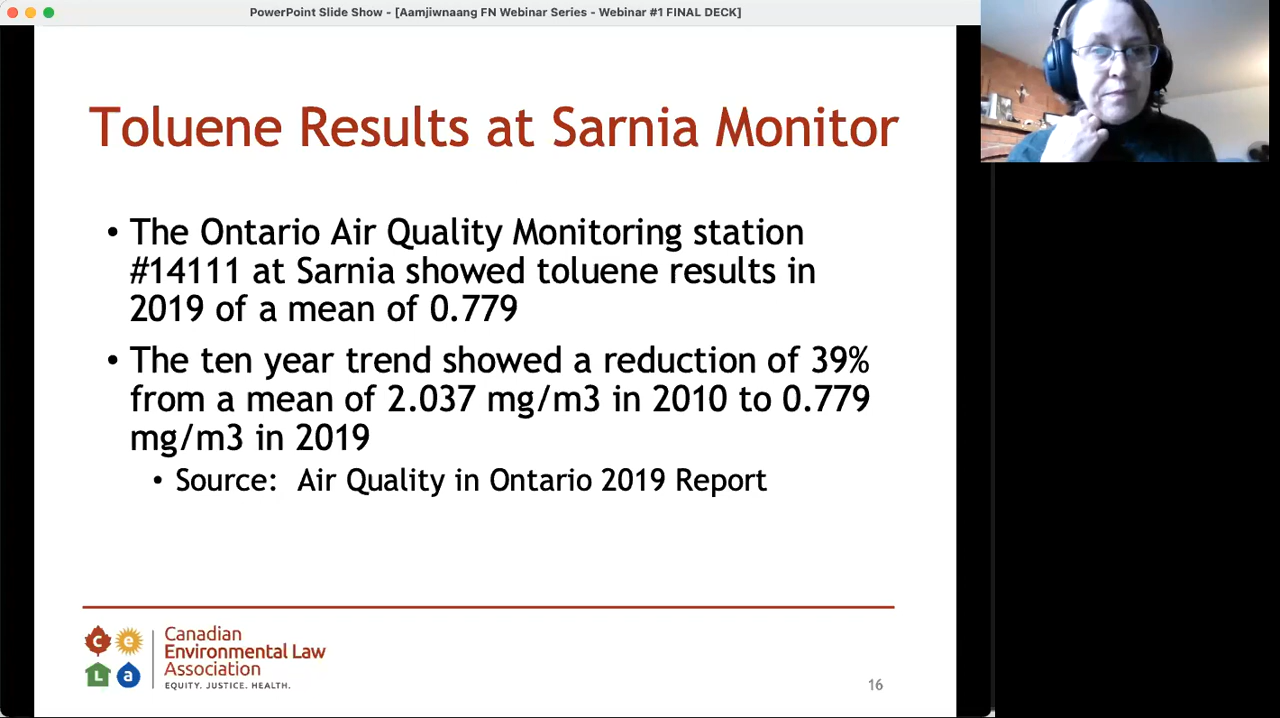 PowerPoint Slide Show - [Aamjiwnaang FN Webinar Series - Webinar #1 FINAL DECK]
Toluene Results at Sarnia Monitor
• The Ontario Air Quality Monitoring station
#14111 at Sarnia showed toluene results in
2019 of a mean of 0.779
• The ten year trend showed a reduction of 39%
from a mean of 2.037 mg/m3 in 2010 to 0.779
mg/m3 in 2019
• Source: Air Quality in Ontario 2019 Report
c e
L a
Canadian
Environmental Law
Association
EQUITY. JUSTICE. HEALTH.
16